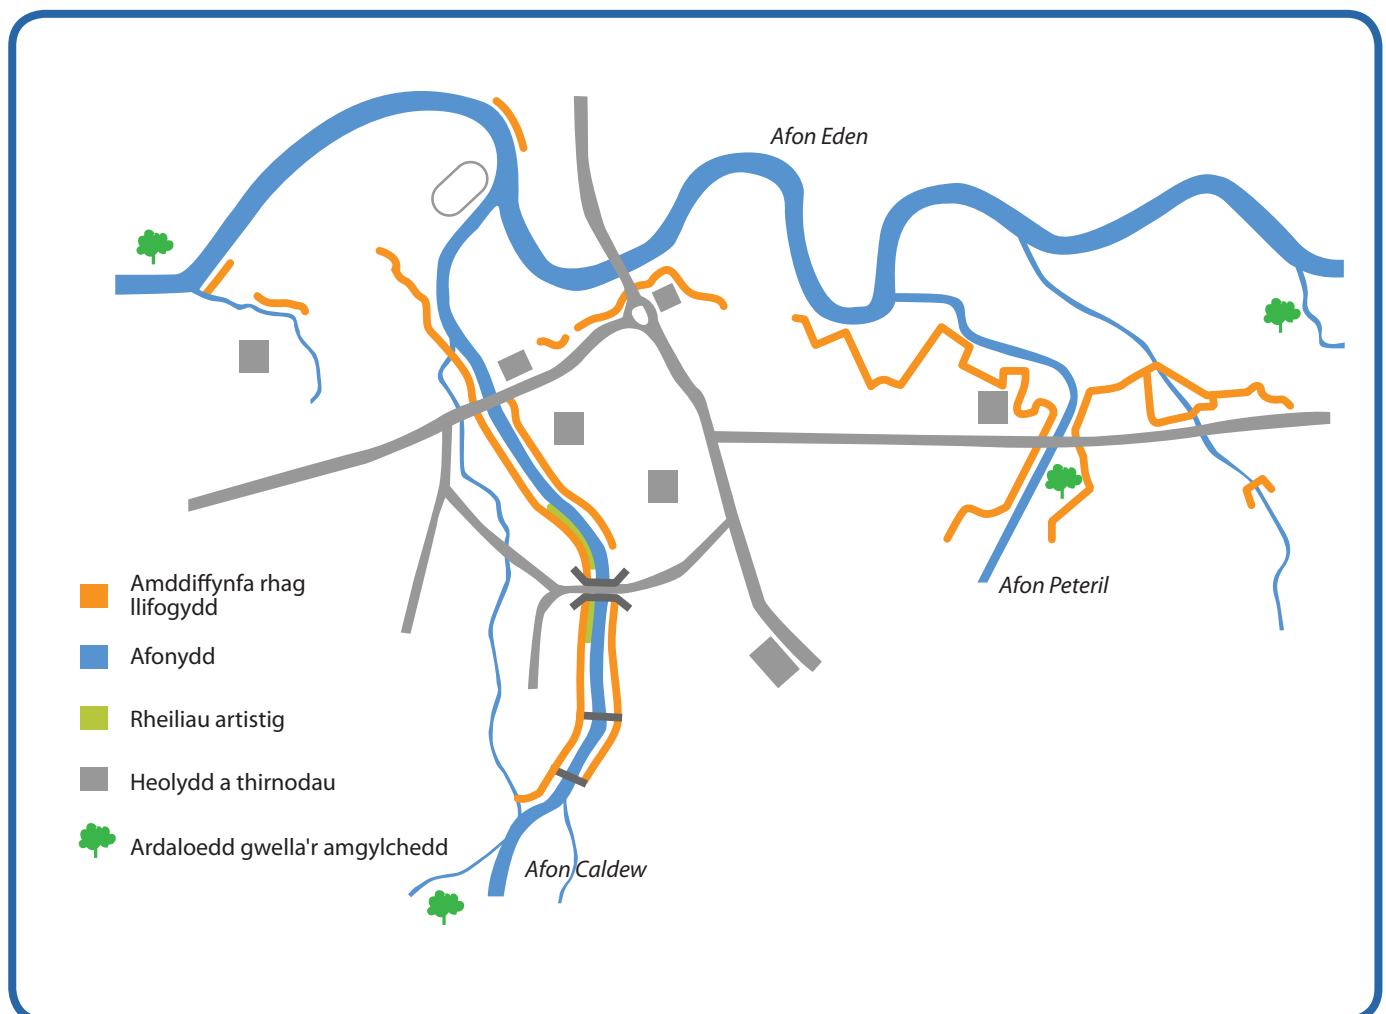 Afon Eden
Amddiffynfa rhag
llifogydd
Afon Peteril
Afonydd
Rheiliau artistig
Heolydd a thirnodau
Ardaloedd gwella'r amgylchedd
Afon Caldew